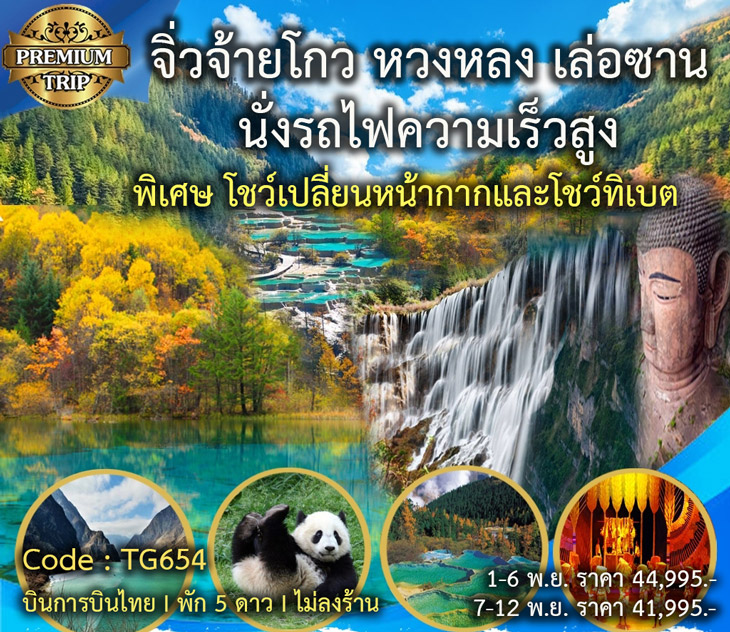 PREMIUM
TRIP
จิ่วจ้ายโกว หวงหลง เล่อซาน
นั่งรถไฟความเร็วสูง
พิเศษ โชว์เปลี่ยนหน้ากากและโชว์ทิเบต
Code : TG654
บินการบินไทย I พัก 5 ดาว I ไม่ลงร้าน
1-6 พ.ย. ราคา 44,995.-
7-12 พ.ย. ราคา 41,995.-